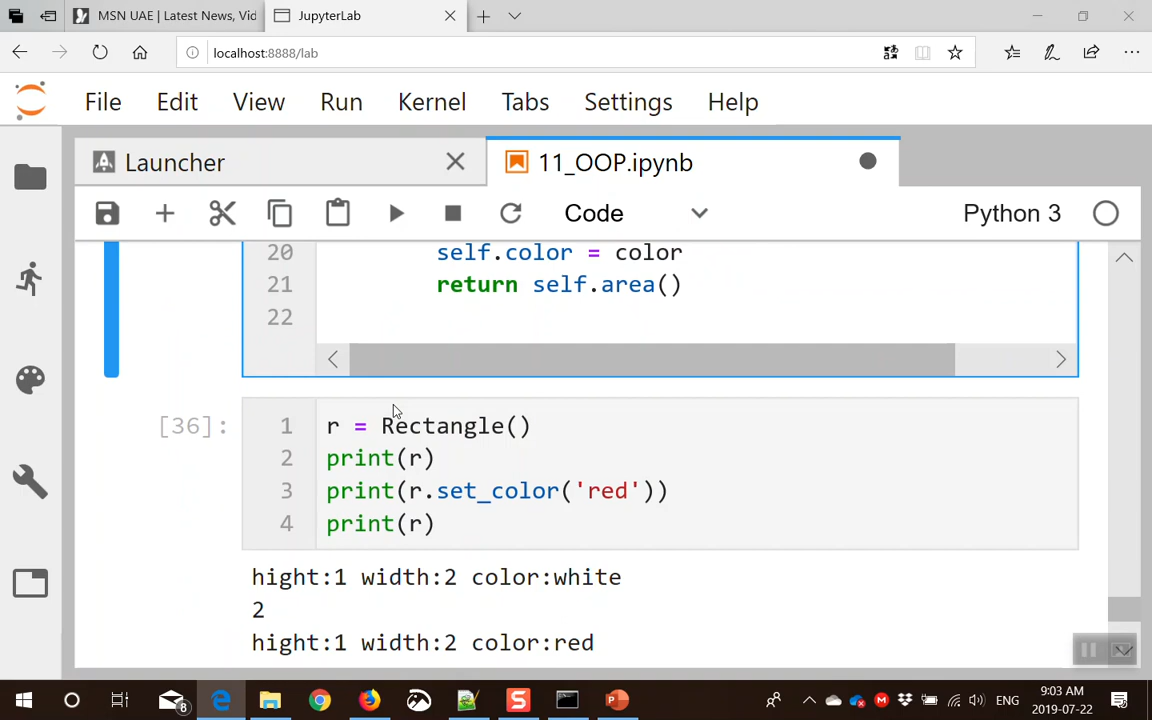 MSN UAE | Latest News, Vid
JupyterLab
localhost:8888/lab
File Edit View Run Kernel Tabs Settings Help
Launcher
11_OOP.ipynb
Code
Python 3
20 self.color = color
21 return self.area()
22
[36]:
1 r = Rectangle()
2 print(r)
3 print(r.set_color('red'))
4 print(r)
hight:1 width:2 color:white
2
hight:1 width:2 color:red
8
ENG
9:03 AM
2019-07-22